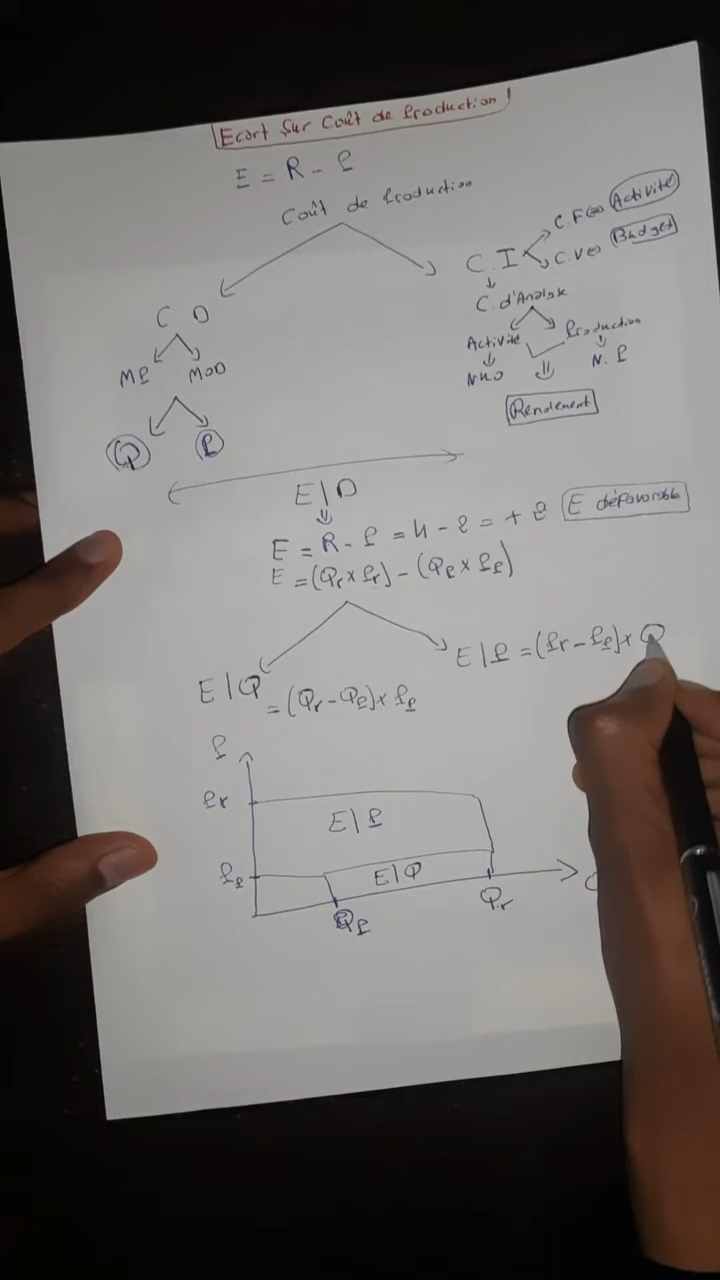 Ecart Sur Coût de Production !
E = R - P
Coût de Production
C D
MP MOD
Q P
C.I
C.F Activité
C.V Budget
C. d'Analyse
Activité Production
NHO N. P
Rendement
E|D
E = R - P = 4 - 2 = + 2 E défavorable
E = (Qr x Pr) - (Qp x Pp)
E|Q = (Qr - Qp) x Pp
E|P = (Pr - Pp) x Q
P
Pr
E|P
Pp
E|Q
Qp
Qr